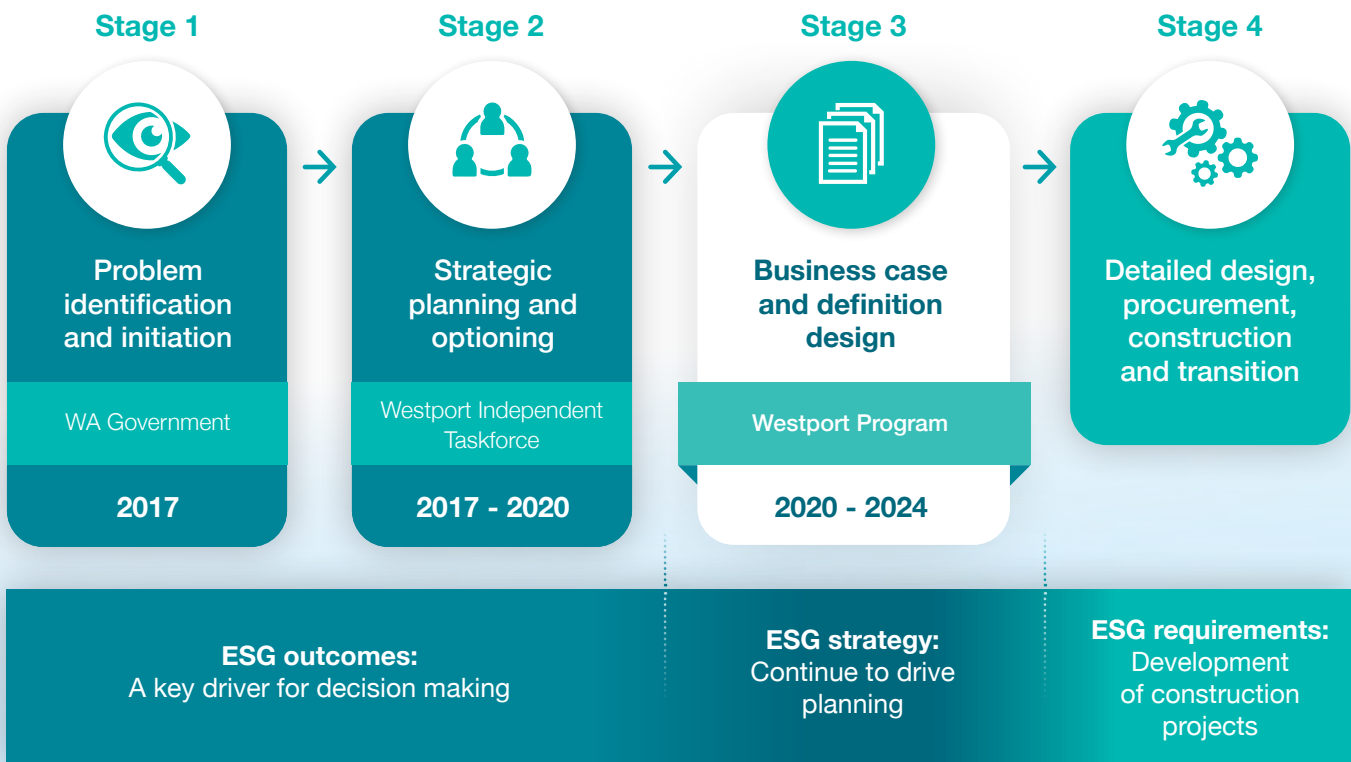 Stage 1
Problem
identification
and initiation
WA Government
2017
Stage 2
Strategic
planning and
optioning
Westport Independent
Taskforce
2017 - 2020
Stage 3
Business case
and definition
design
Westport Program
2020 - 2024
Stage 4
Detailed design,
procurement,
construction
and transition
ESG outcomes:
A key driver for decision making
ESG strategy:
Continue to drive
planning
ESG requirements:
Development
of construction
projects